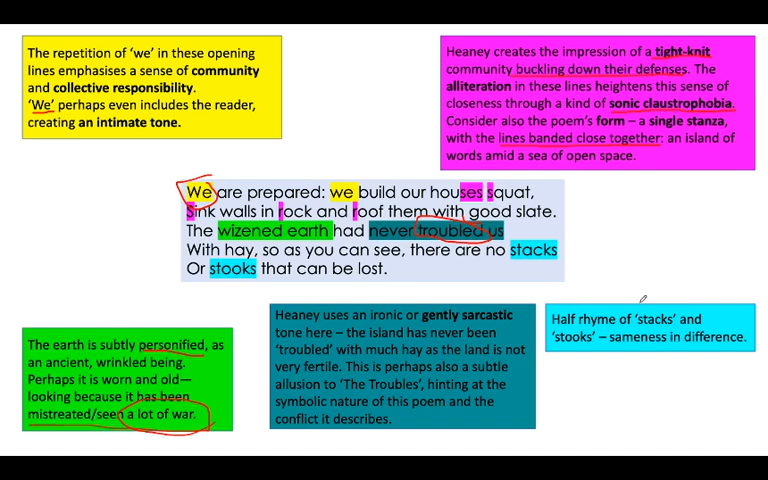 The repetition of 'we' in these opening
lines emphasises a sense of community
and collective responsibility.
'We' perhaps even includes the reader,
creating an intimate tone.
Heaney creates the impression of a tight-knit
community buckling down their defenses. The
alliteration in these lines heightens this sense of
closeness through a kind of sonic claustrophobia.
Consider also the poem's form – a single stanza,
with the lines banded close together: an island of
words amid a sea of open space.
We are prepared: we build our houses squat,
Sink walls in rock and roof them with good slate.
The wizened earth had never troubled us
With hay, so as you can see, there are no stacks
Or stooks that can be lost.
The earth is subtly personified, as
an ancient, wrinkled being.
Perhaps it is worn and old—
looking because it has been
mistreated/seen a lot of war.
Heaney uses an ironic or gently sarcastic
tone here – the island has never been
'troubled' with much hay as the land is not
very fertile. This is perhaps also a subtle
allusion to 'The Troubles', hinting at the
symbolic nature of this poem and the
conflict it describes.
Half rhyme of 'stacks' and
'stooks' – sameness in difference.